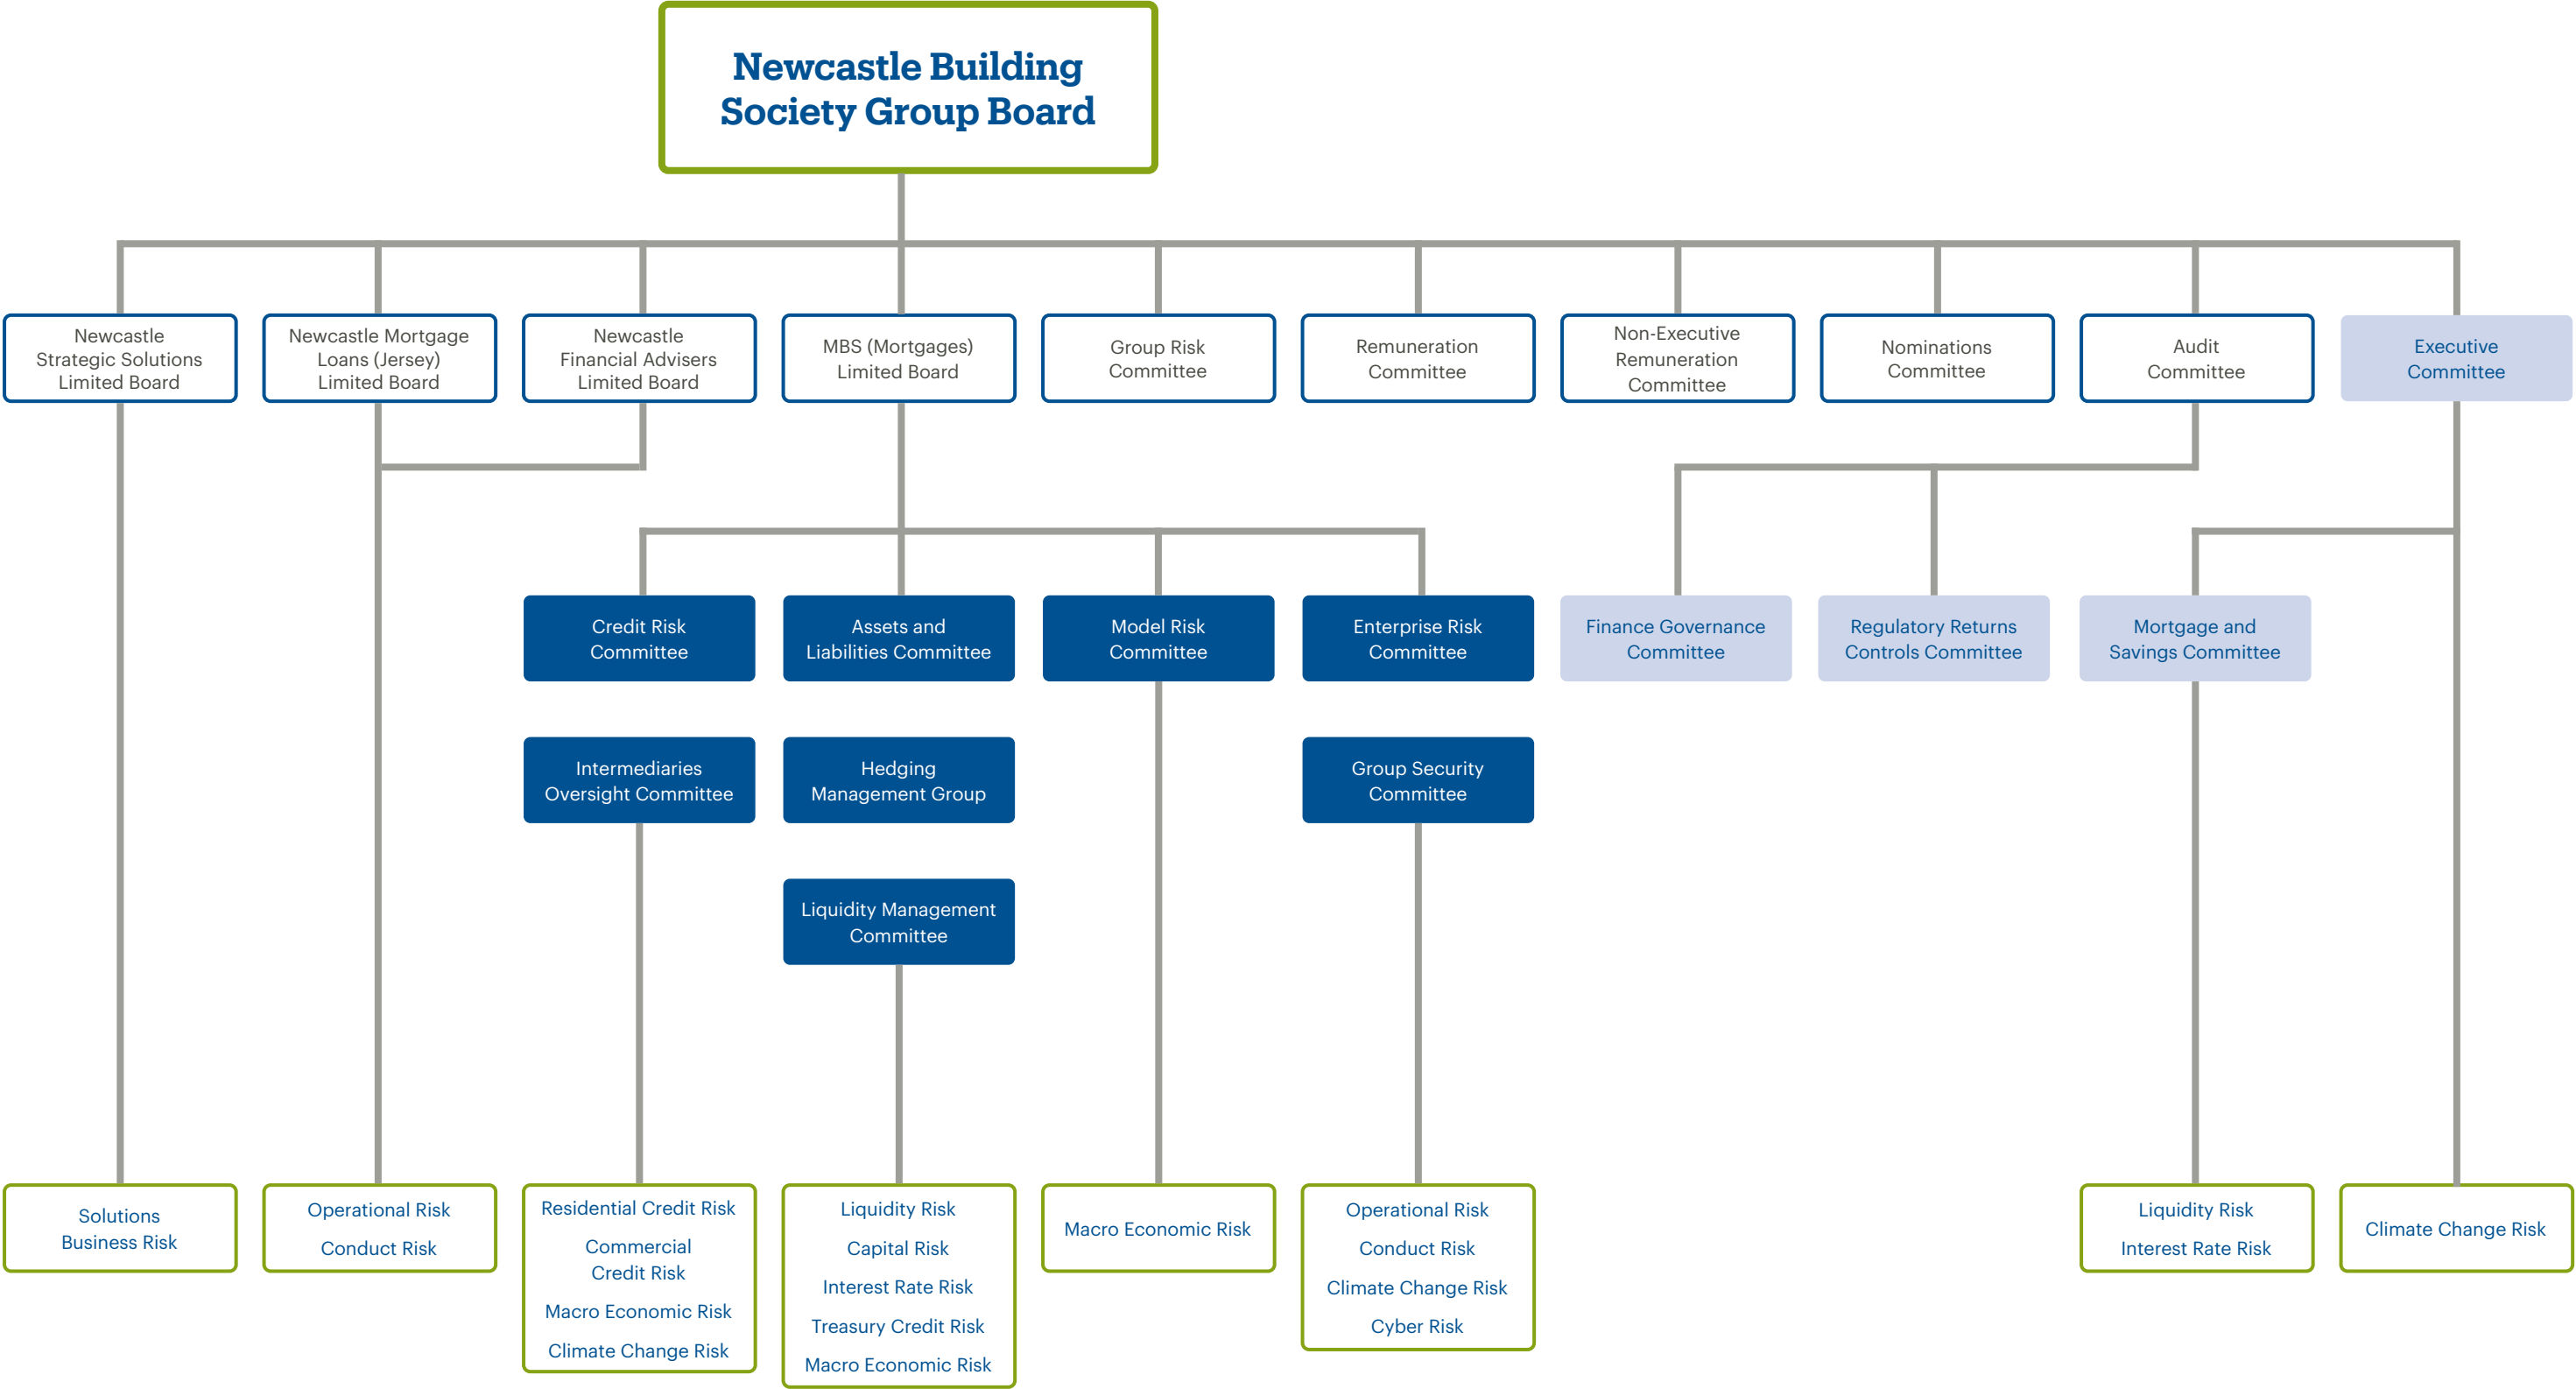 Newcastle Building
Society Group Board
Newcastle
Strategic Solutions
Limited Board
Newcastle Mortgage
Loans (Jersey)
Limited Board
Newcastle
Financial Advisers
Limited Board
MBS (Mortgages)
Limited Board
Group Risk
Committee
Remuneration
Committee
Non-Executive
Remuneration
Committee
Nominations
Committee
Audit
Committee
Executive
Committee
Credit Risk
Committee
Assets and
Liabilities Committee
Model Risk
Committee
Enterprise Risk
Committee
Finance Governance
Committee
Regulatory Returns
Controls Committee
Mortgage and
Savings Committee
Intermediaries
Oversight Committee
Hedging
Management Group
Group Security
Committee
Liquidity Management
Committee
Solutions
Business Risk
Operational Risk
Conduct Risk
Residential Credit Risk
Commercial
Credit Risk
Macro Economic Risk
Climate Change Risk
Liquidity Risk
Capital Risk
Interest Rate Risk
Treasury Credit Risk
Macro Economic Risk
Macro Economic Risk
Operational Risk
Conduct Risk
Climate Change Risk
Cyber Risk
Liquidity Risk
Interest Rate Risk
Climate Change Risk